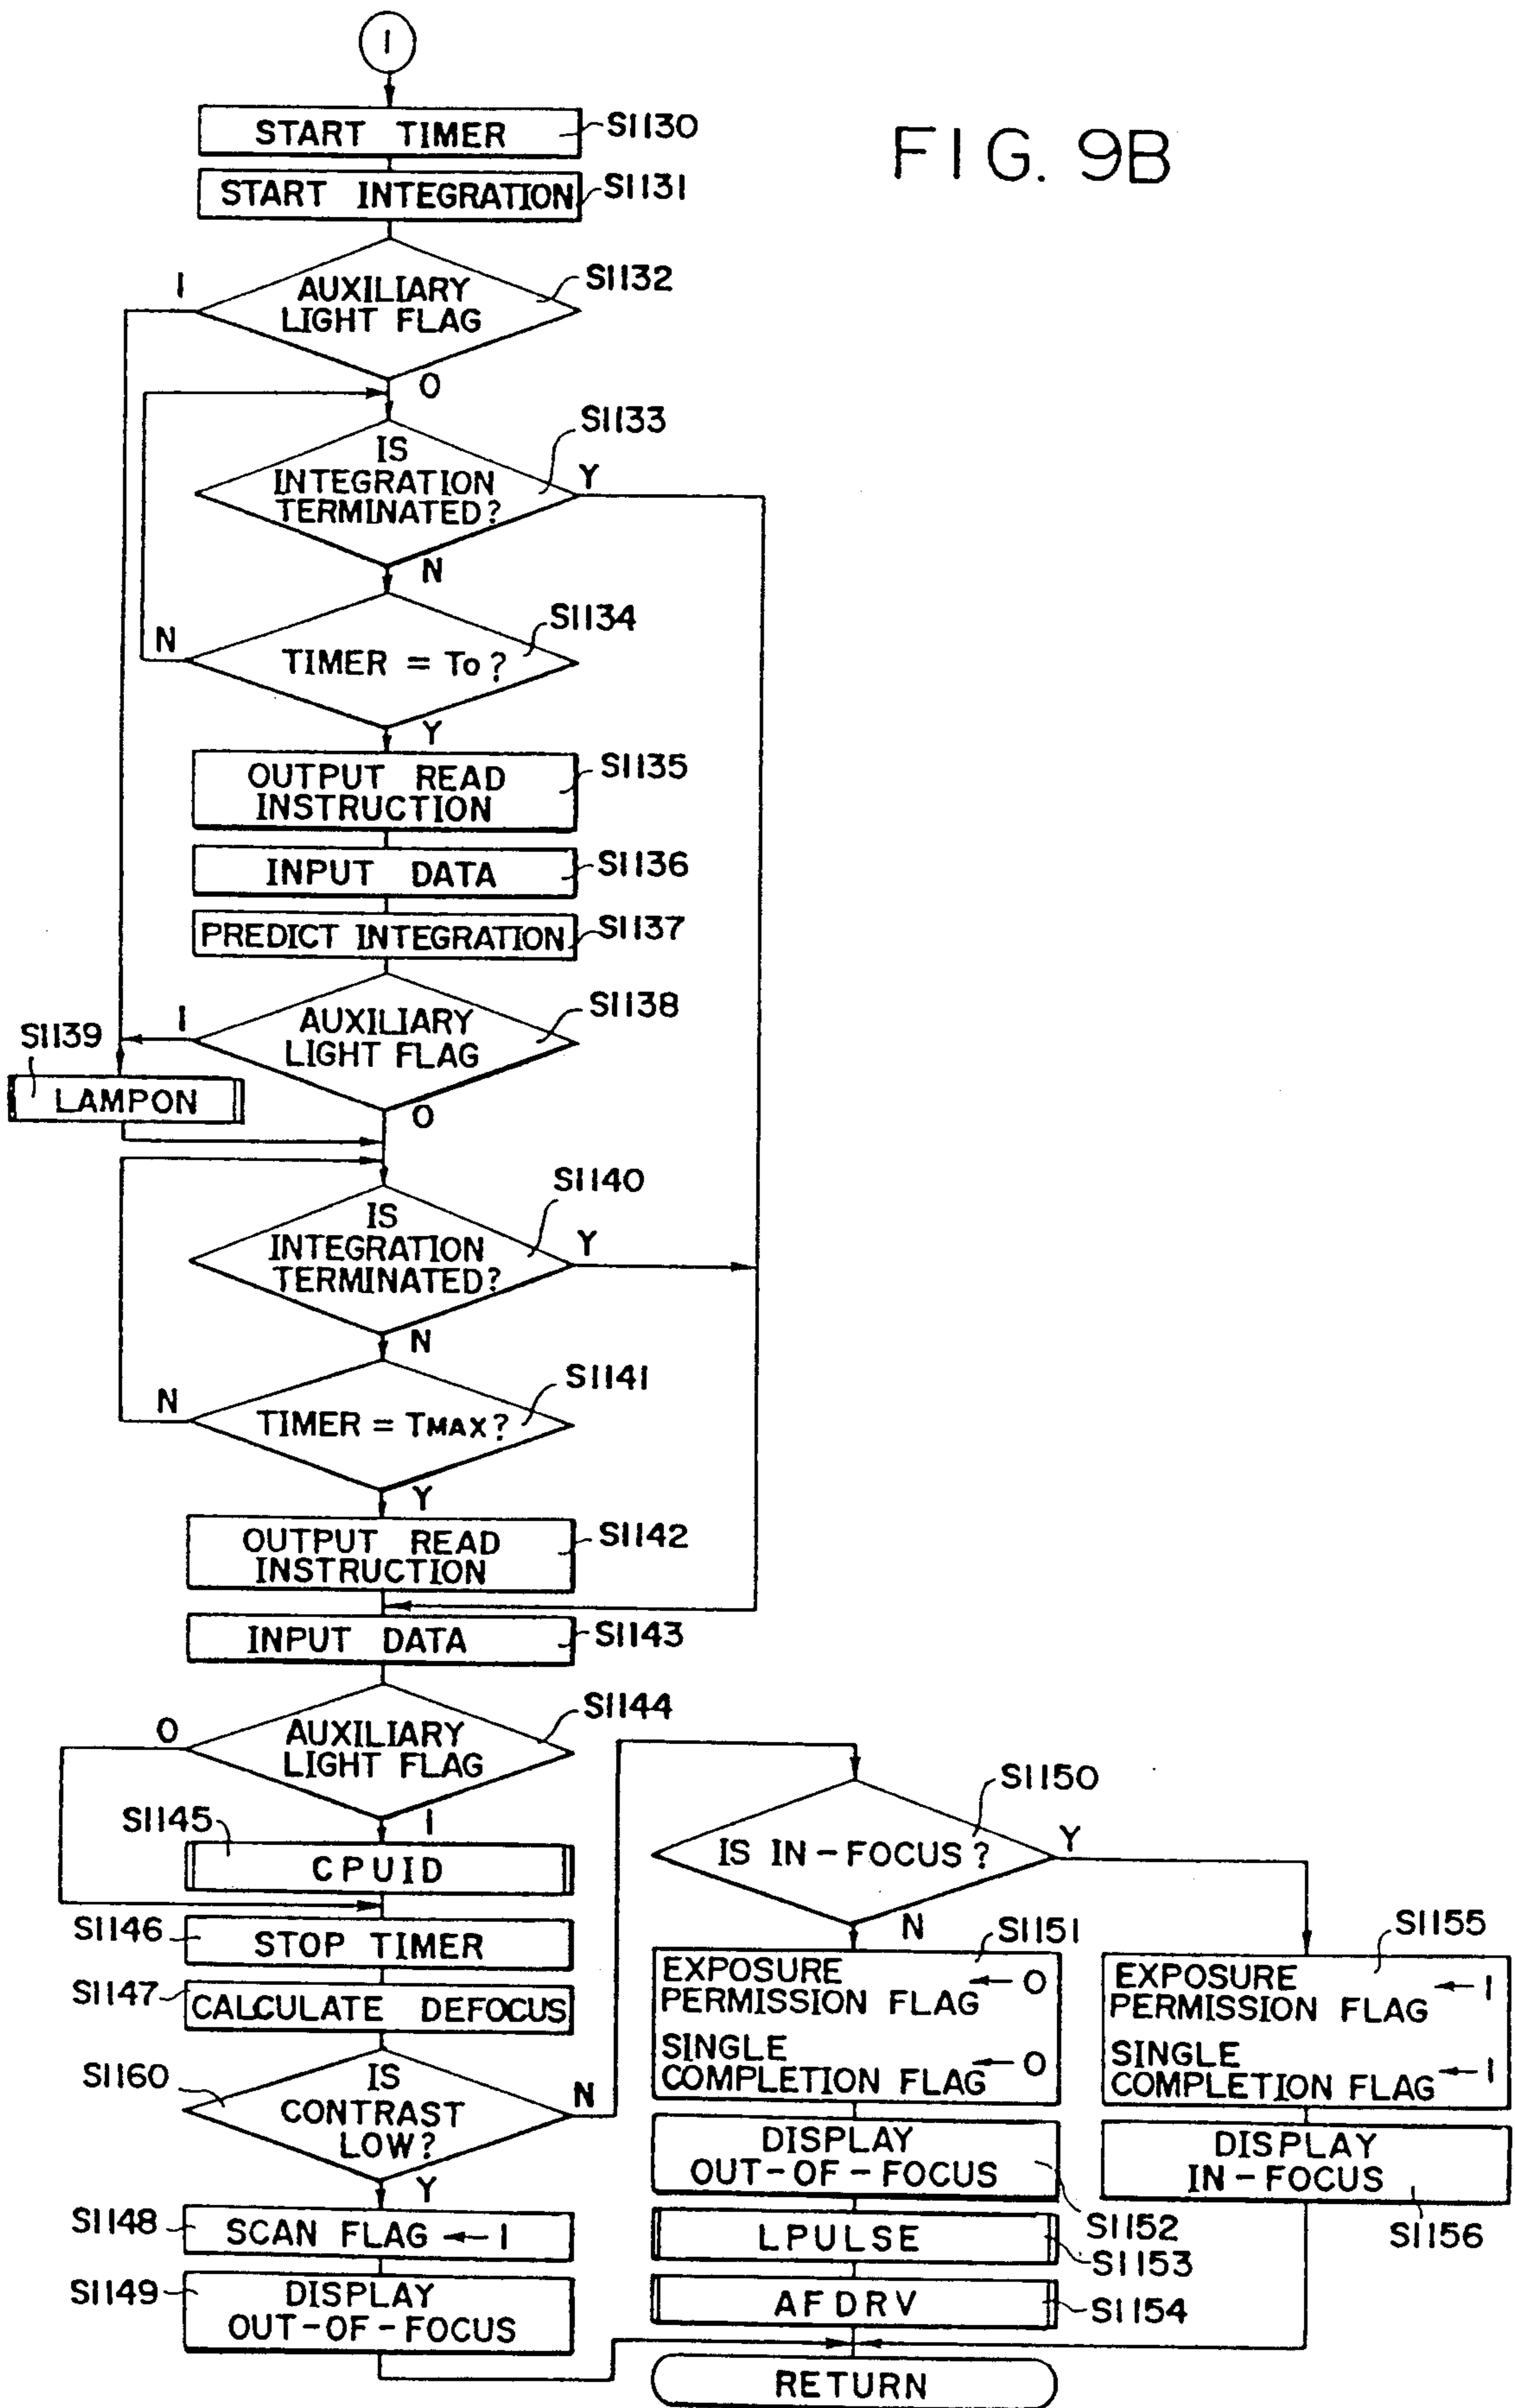 1
FIG. 9B
START TIMER
S1130
START INTEGRATION
S1131
AUXILIARY
LIGHT FLAG
S1132
1
0
IS
INTEGRATION
TERMINATED?
S1133
Y
N
TIMER = To?
S1134
N
Y
OUTPUT READ
INSTRUCTION
S1135
INPUT DATA
S1136
PREDICT INTEGRATION
S1137
AUXILIARY
LIGHT FLAG
S1138
1
0
S1139
LAMPON
IS
INTEGRATION
TERMINATED?
S1140
Y
N
TIMER = TMAX?
S1141
N
Y
OUTPUT READ
INSTRUCTION
S1142
INPUT DATA
S1143
AUXILIARY
LIGHT FLAG
S1144
0
1
S1145
CPUID
S1146
STOP TIMER
S1147
CALCULATE DEFOCUS
S1160
IS
CONTRAST
LOW?
N
Y
S1148
SCAN FLAG ← 1
S1149
DISPLAY
OUT-OF-FOCUS
IS IN-FOCUS?
S1150
Y
N
S1151
EXPOSURE
PERMISSION FLAG ← 0
SINGLE
COMPLETION FLAG ← 0
DISPLAY
OUT-OF-FOCUS
S1152
LPULSE
S1153
AFDRV
S1154
S1155
EXPOSURE
PERMISSION FLAG ← 1
SINGLE
COMPLETION FLAG ← 1
DISPLAY
IN-FOCUS
S1156
RETURN